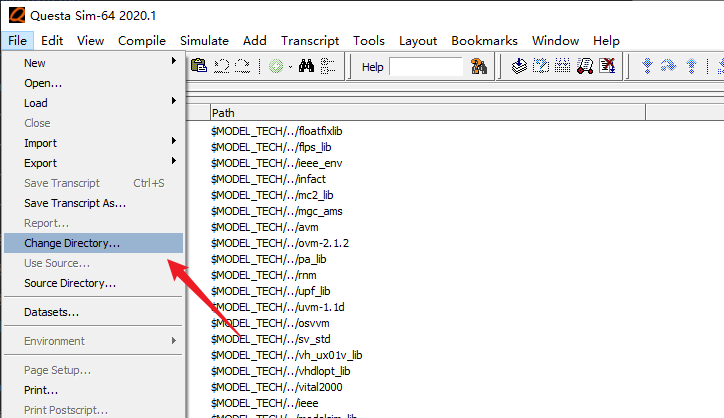 Questa Sim-64 2020.1
File Edit View Compile Simulate Add Transcript Tools Layout Bookmarks Window Help
New
Open...
Load
Close
Import
Export
Save Transcript Ctrl+S
Save Transcript As...
Report...
Change Directory...
Use Source...
Source Directory...
Datasets...
Environment
Page Setup...
Print...
Print Postscript...
Help
Path
$MODEL_TECH/../floatfixlib
$MODEL_TECH/../flps_lib
$MODEL_TECH/../ieee_env
$MODEL_TECH/../infact
$MODEL_TECH/../mc2_lib
$MODEL_TECH/../mgc_ams
$MODEL_TECH/../avm
$MODEL_TECH/../ovm-2.1.2
$MODEL_TECH/../pa_lib
$MODEL_TECH/../rnm
$MODEL_TECH/../upf_lib
$MODEL_TECH/../uvm-1.1d
$MODEL_TECH/../osvvm
$MODEL_TECH/../sv_std
$MODEL_TECH/../vh_ux01v_lib
$MODEL_TECH/../vhdlopt_lib
$MODEL_TECH/../vital2000
$MODEL_TECH/../ieee
$MODEL_TECH/../modelsim_lib